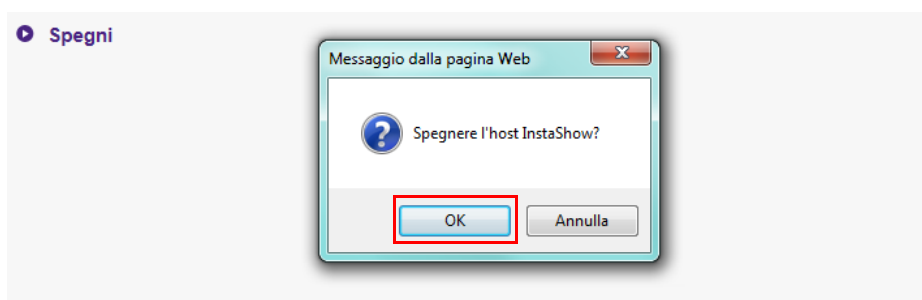 Spegni
Messaggio dalla pagina Web
Spegnere l'host InstaShow?
OK
Annulla